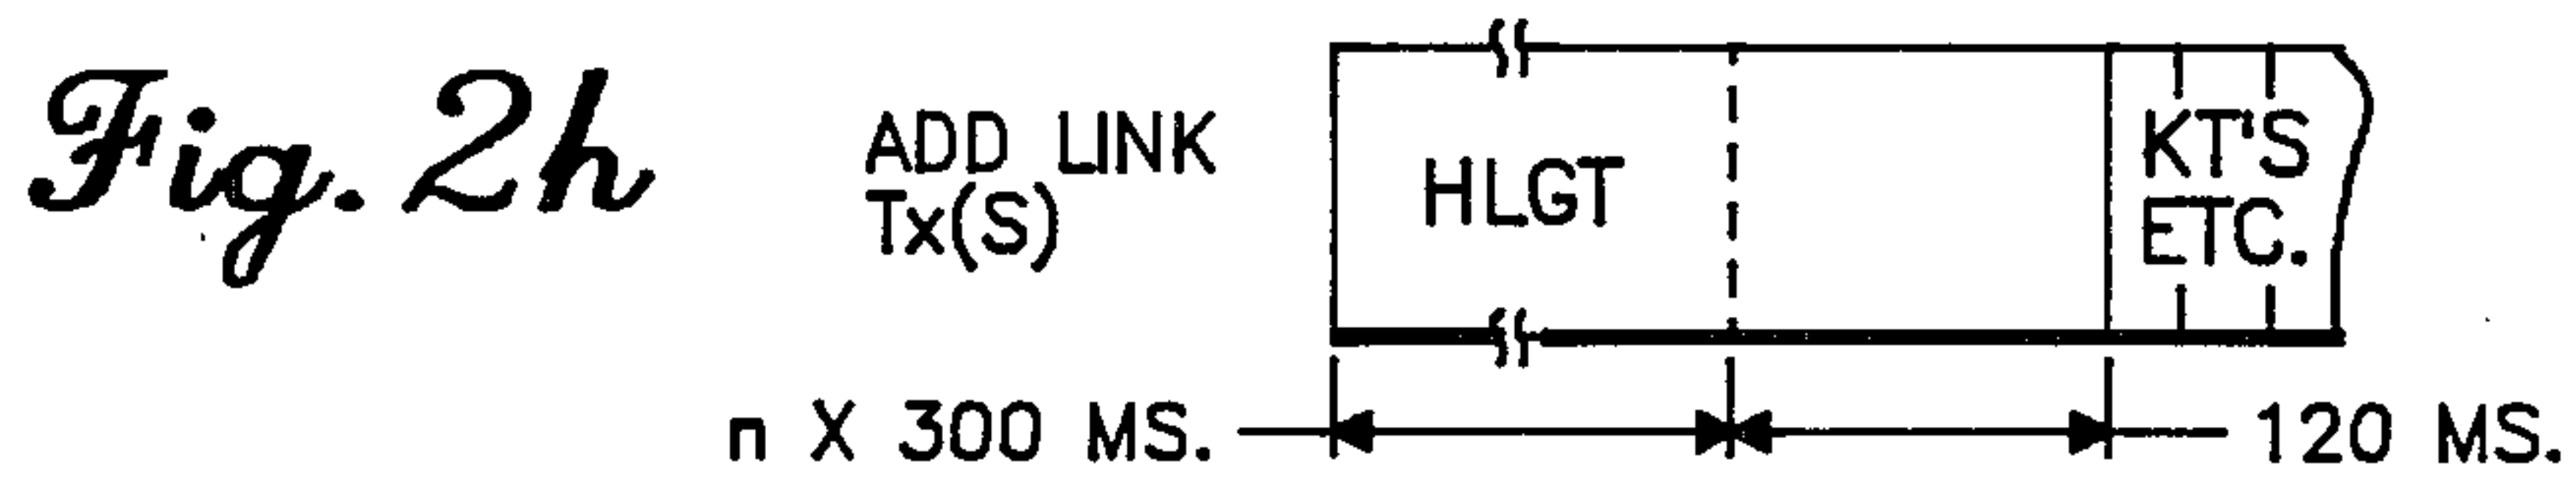 Fig. 2h
ADD LINK
Tx(S)
HLGT
KT'S
ETC.
n X 300 MS.
120 MS.